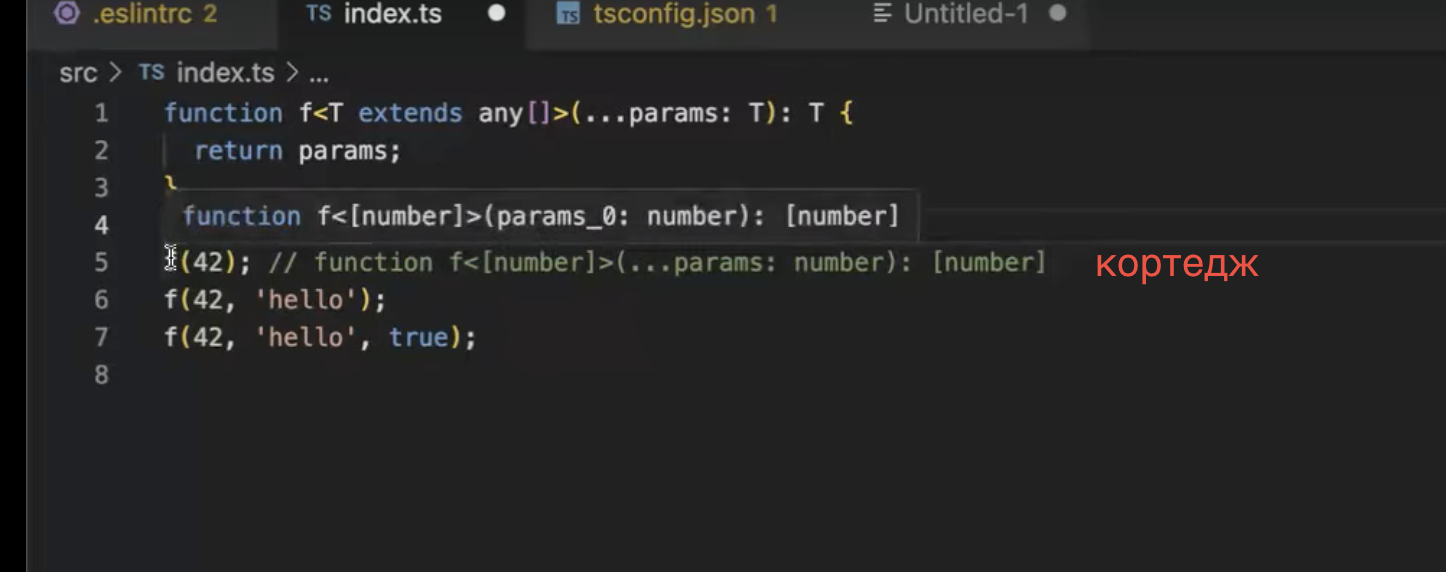 .eslintrc 2 TS index.ts TS tsconfig.json 1 Untitled-1
src > TS index.ts > ...
1 function f<T extends any[]>(...params: T): T {
2 return params;
3 }
function f<[number]>(params_0: number): [number]
4
5 f(42); // function f<[number]>(...params: number): [number] кортедж
6 f(42, 'hello');
7 f(42, 'hello', true);
8